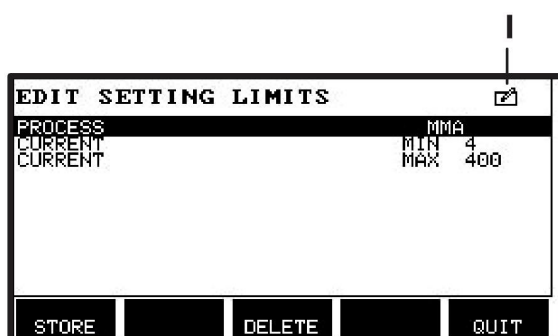 I
EDIT SETTING LIMITS
PROCESS MMA
CURRENT MIN 4
CURRENT MAX 400
STORE DELETE QUIT